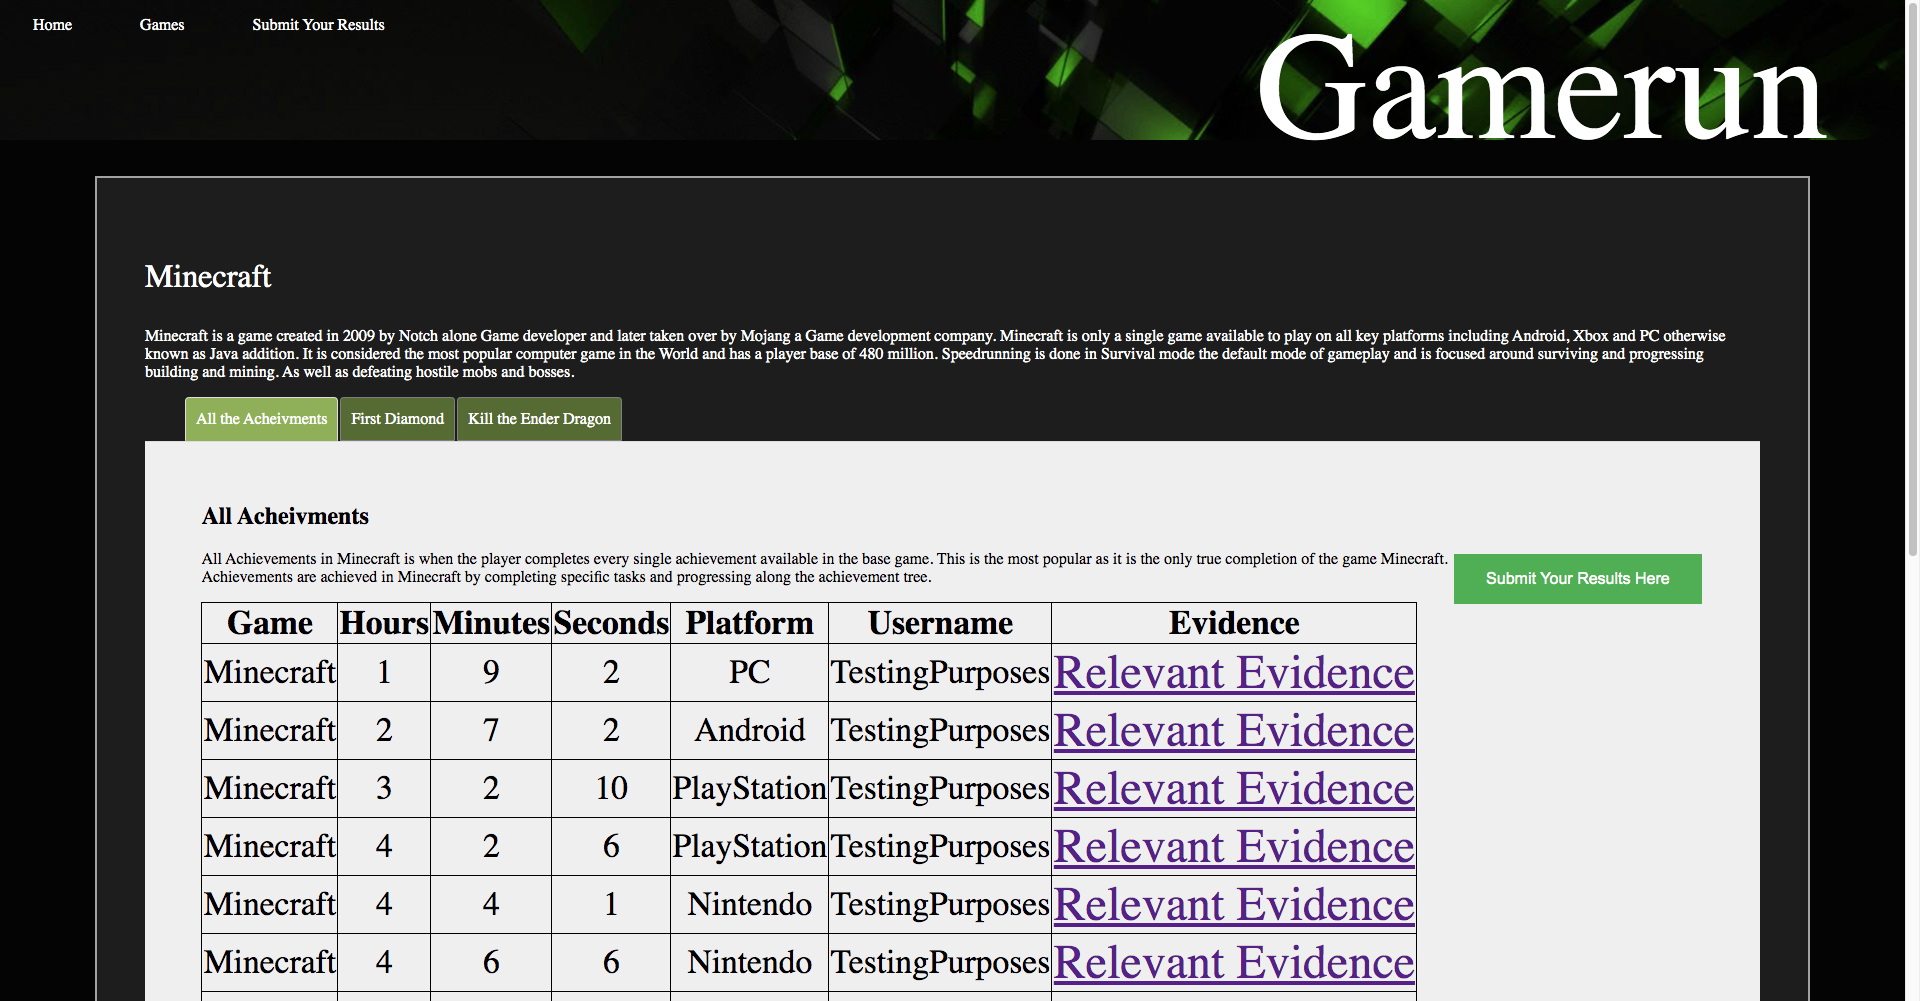 Home Games Submit Your Results
Gamerun
Minecraft
Minecraft is a game created in 2009 by Notch alone Game developer and later taken over by Mojang a Game development company. Minecraft is only a single game available to play on all key platforms including Android, Xbox and PC otherwise
known as Java addition. It is considered the most popular computer game in the World and has a player base of 480 million. Speedrunning is done in Survival mode the default mode of gameplay and is focused around surviving and progressing
building and mining. As well as defeating hostile mobs and bosses.
All the Acheivments First Diamond Kill the Ender Dragon
All Acheivments
All Achievements in Minecraft is when the player completes every single achievement available in the base game. This is the most popular as it is the only true completion of the game Minecraft.
Achievements are achieved in Minecraft by completing specific tasks and progressing along the achievement tree.
Submit Your Results Here
Game Hours Minutes Seconds Platform Username Evidence
Minecraft 1 9 2 PC TestingPurposes Relevant Evidence
Minecraft 2 7 2 Android TestingPurposes Relevant Evidence
Minecraft 3 2 10 PlayStation TestingPurposes Relevant Evidence
Minecraft 4 2 6 PlayStation TestingPurposes Relevant Evidence
Minecraft 4 4 1 Nintendo TestingPurposes Relevant Evidence
Minecraft 4 6 6 Nintendo TestingPurposes Relevant Evidence